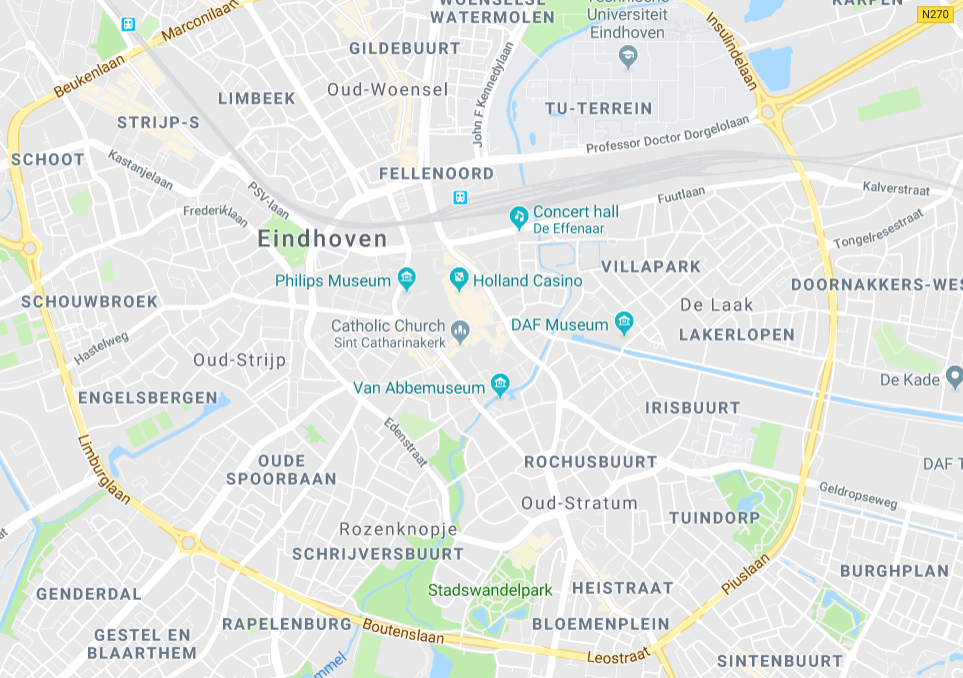 WOENSELSE
WATERMOLEN
Technische
Universiteit
Eindhoven
KARPEN
N270
Marconilaan
Insulindelaan
GILDEBUURT
Beukenlaan
John F Kennedylaan
Oud-Woensel
LIMBEEK
TU-TERREIN
STRIJP-S
Professor Doctor Dorgelolaan
SCHOOT
Kastanjelaan
FELLENOORD
PSV-laan
Fuutlaan
Kalverstraat
Frederiklaan
Concert hall
De Effenaar
Tongelresestraat
Eindhoven
VILLAPARK
Philips Museum
Holland Casino
DOORNAKKERS-WES
SCHOUWBROEK
De Laak
Catholic Church
Sint Catharinakerk
DAF Museum
LAKERLOPEN
Hastelweg
Oud-Strijp
De Kade
Van Abbemuseum
ENGELSBERGEN
IRISBUURT
Edenstraat
Limburglaan
OUDE
SPOORBAAN
ROCHUSBUURT
DAF T
Geldropseweg
Oud-Stratum
TUINDORP
Rozenknopje
SCHRIJVERSBUURT
Piuslaan
BURGHPLAN
Stadswandelpark
HEISTRAAT
GENDERDAL
RAPELENBURG
Boutenslaan
BLOEMENPLEIN
GESTEL EN
BLAARTHEM
Leostraat
SINTENBUURT